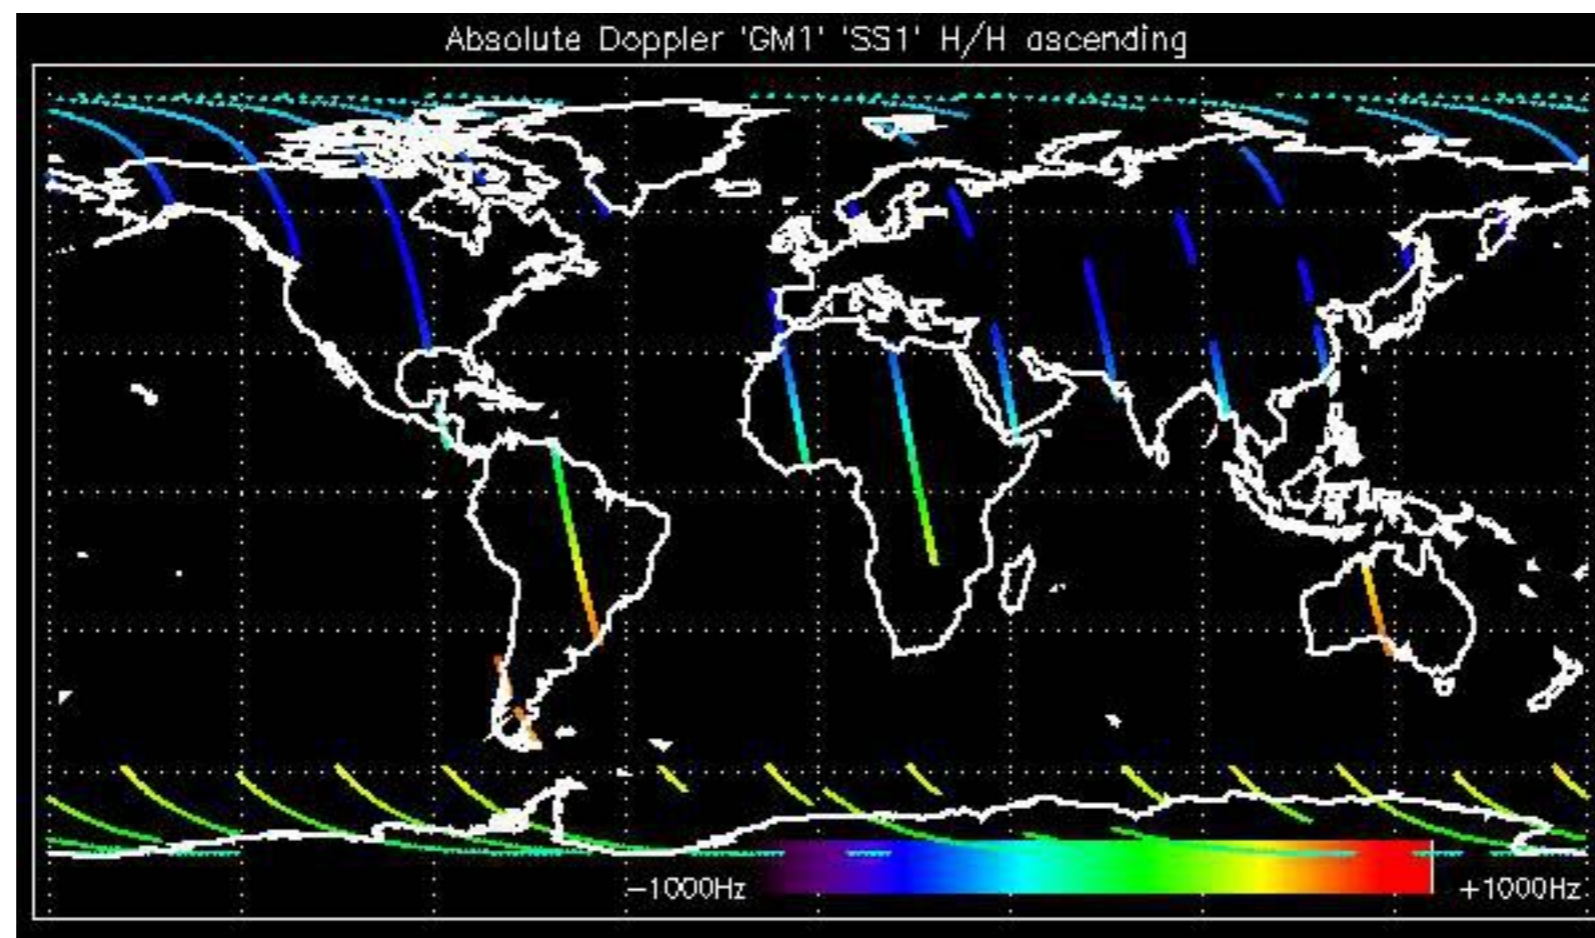 Absolute Doppler 'GM1' 'SS1' H/H ascending
−1000Hz
+1000Hz